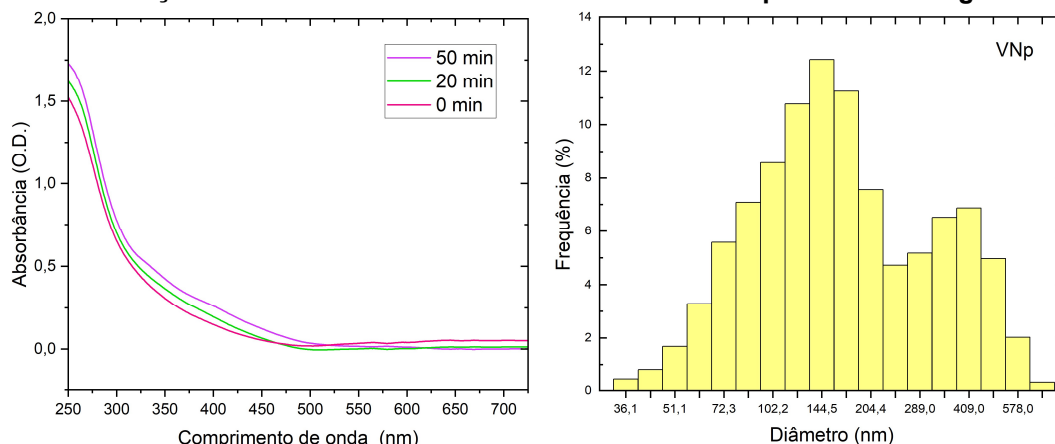 2,0
1,5
1,0
0,5
0,0
Absorbância (O.D.)
50 min
20 min
0 min
250 300 350 400 450 500 550 600 650 700
Comprimento de onda (nm)
14
12
10
8
6
4
2
0
Frequência (%)
VNp
36,1 51,1 72,3 102,2 144,5 204,4 289,0 409,0 578,0
Diâmetro (nm)